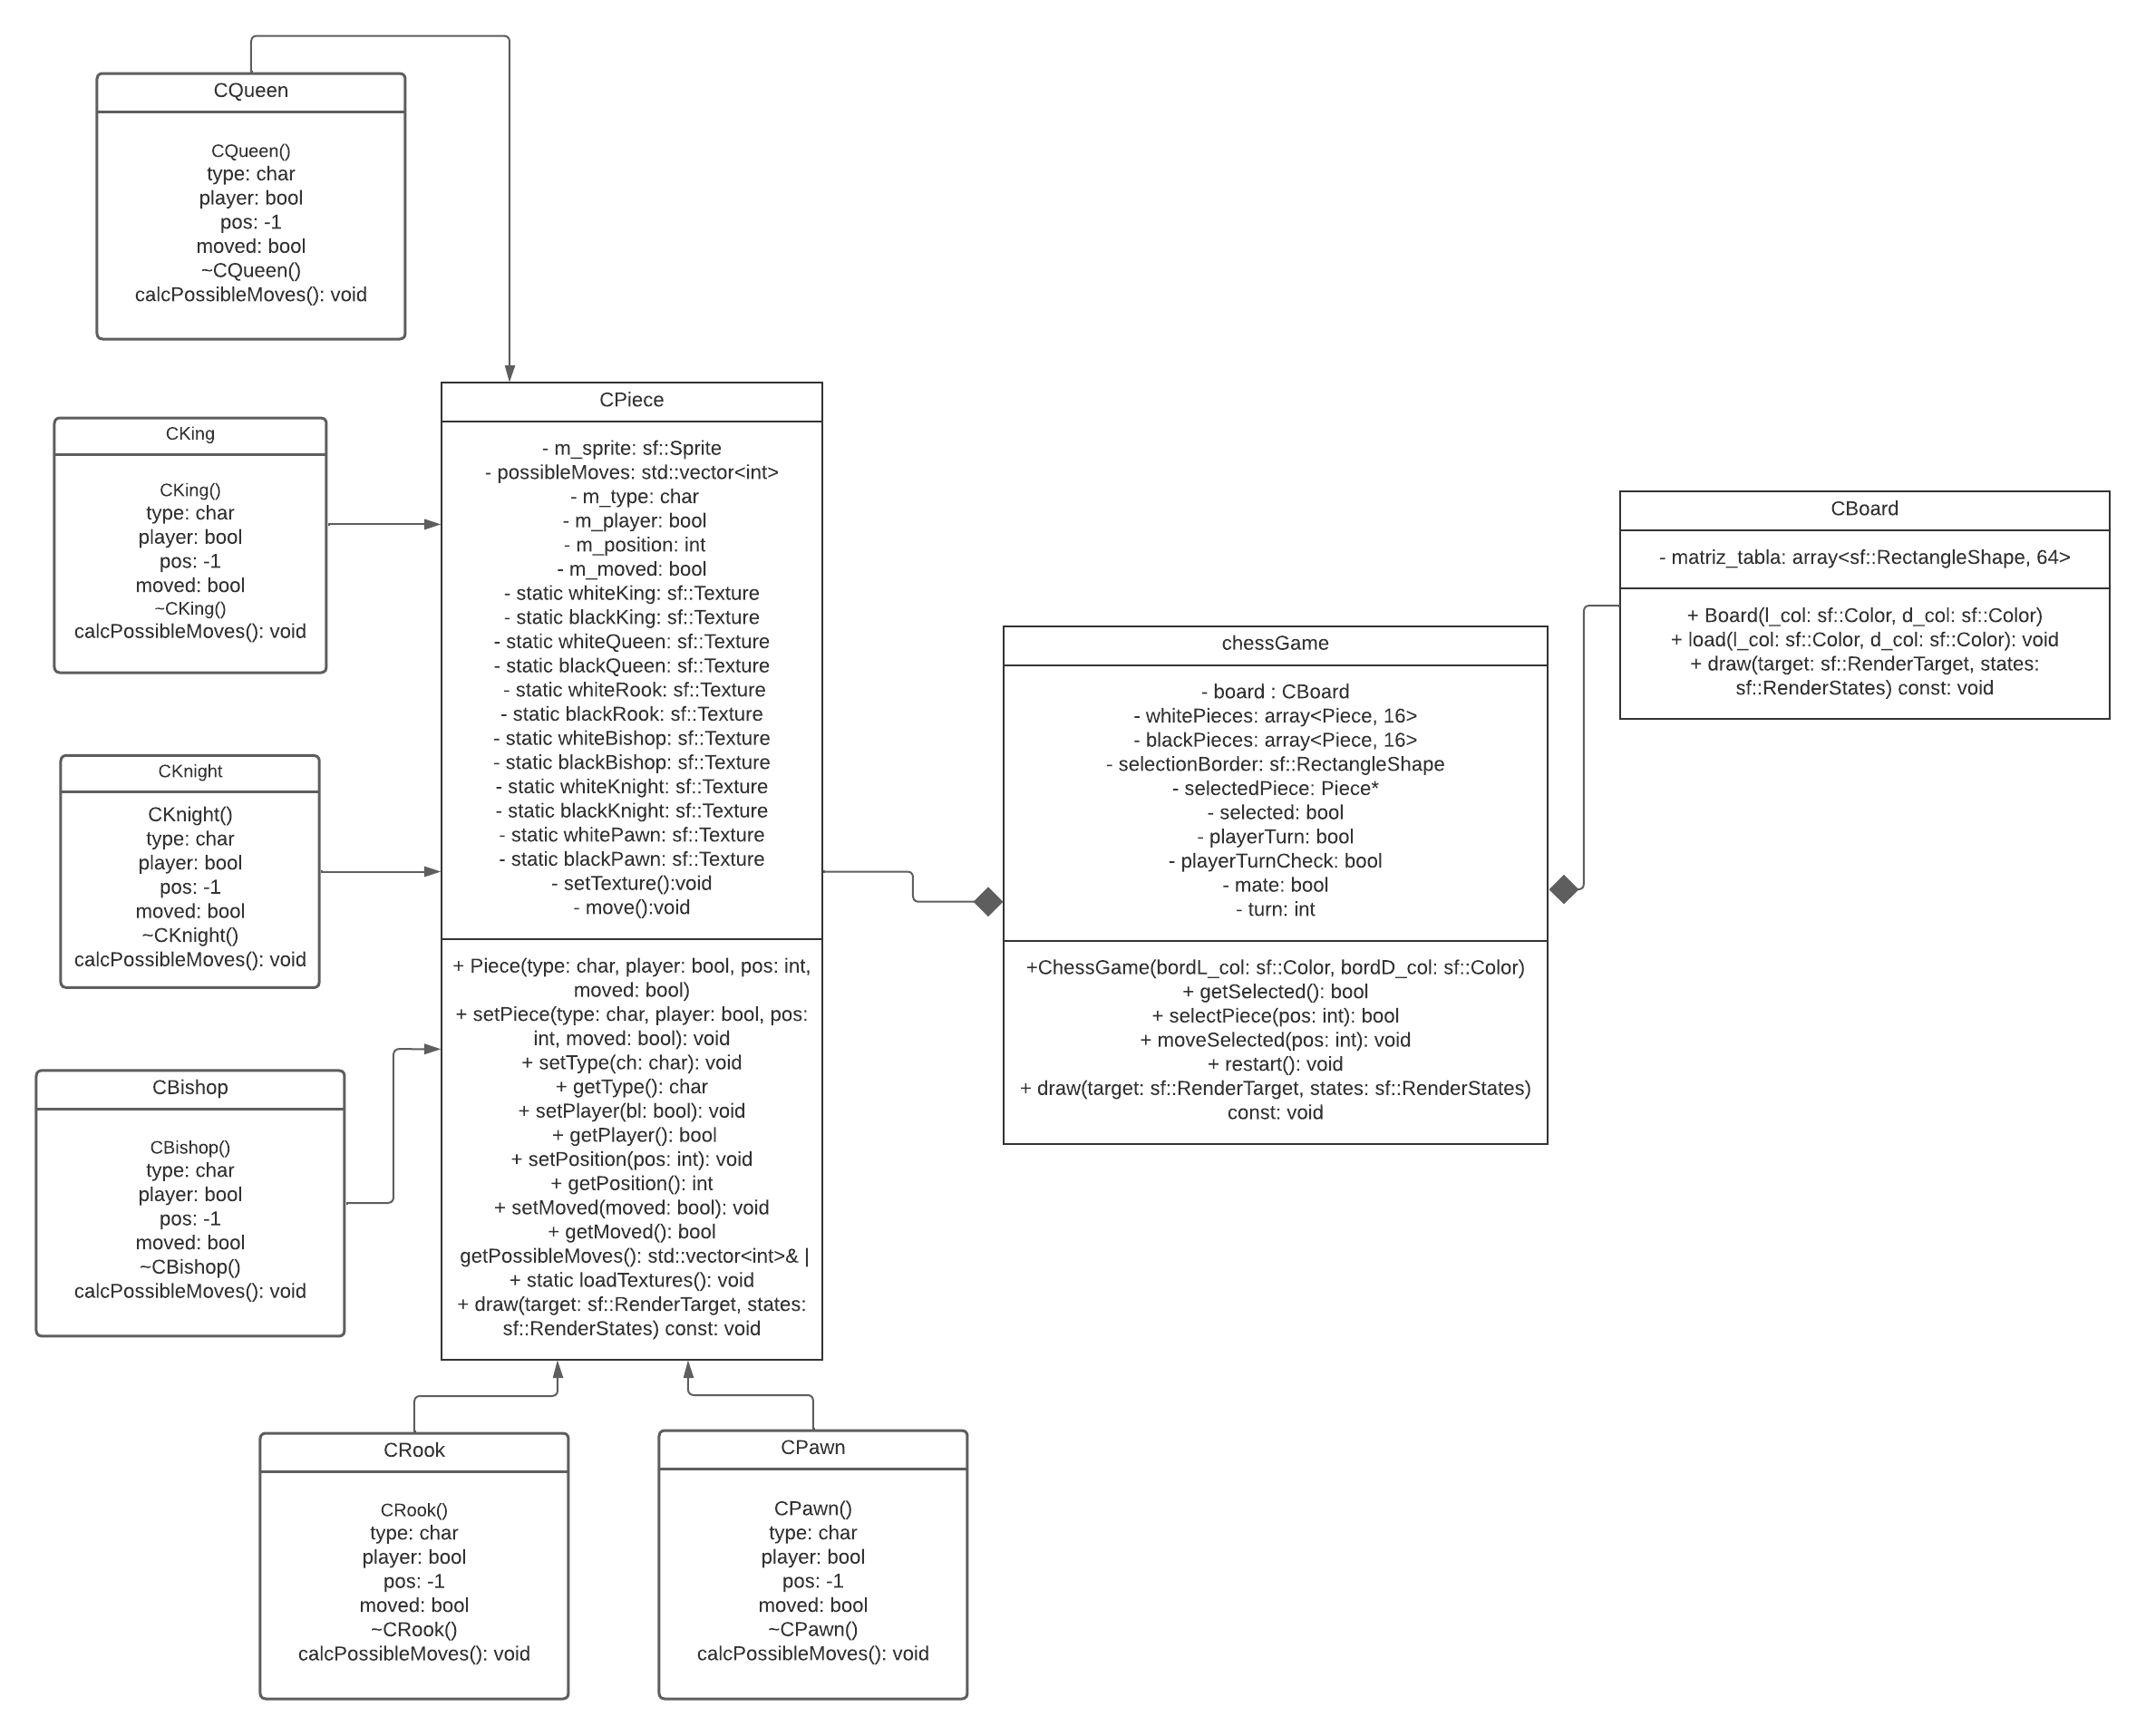 CQueen
CQueen()
type: char
player: bool
pos: -1
moved: bool
~CQueen()
calcPossibleMoves(): void
CKing
CKing()
type: char
player: bool
pos: -1
moved: bool
~CKing()
calcPossibleMoves(): void
CKnight
CKnight()
type: char
player: bool
pos: -1
moved: bool
~CKnight()
calcPossibleMoves(): void
CBishop
CBishop()
type: char
player: bool
pos: -1
moved: bool
~CBishop()
calcPossibleMoves(): void
CRook
CRook()
type: char
player: bool
pos: -1
moved: bool
~CRook()
calcPossibleMoves(): void
CPawn
CPawn()
type: char
player: bool
pos: -1
moved: bool
~CPawn()
calcPossibleMoves(): void
CPiece
- m_sprite: sf::Sprite
- possibleMoves: std::vector<int>
- m_type: char
- m_player: bool
- m_position: int
- m_moved: bool
- static whiteKing: sf::Texture
- static blackKing: sf::Texture
- static whiteQueen: sf::Texture
- static blackQueen: sf::Texture
- static whiteRook: sf::Texture
- static blackRook: sf::Texture
- static whiteBishop: sf::Texture
- static blackBishop: sf::Texture
- static whiteKnight: sf::Texture
- static blackKnight: sf::Texture
- static whitePawn: sf::Texture
- static blackPawn: sf::Texture
- setTexture():void
- move():void
+ Piece(type: char, player: bool, pos: int,
moved: bool)
+ setPiece(type: char, player: bool, pos:
int, moved: bool): void
+ setType(ch: char): void
+ getType(): char
+ setPlayer(bl: bool): void
+ getPlayer(): bool
+ setPosition(pos: int): void
+ getPosition(): int
+ setMoved(moved: bool): void
+ getMoved(): bool
getPossibleMoves(): std::vector<int>& |
+ static loadTextures(): void
+ draw(target: sf::RenderTarget, states:
sf::RenderStates) const: void
chessGame
- board : CBoard
- whitePieces: array<Piece, 16>
- blackPieces: array<Piece, 16>
- selectionBorder: sf::RectangleShape
- selectedPiece: Piece*
- selected: bool
- playerTurn: bool
- playerTurnCheck: bool
- mate: bool
- turn: int
+ChessGame(bordL_col: sf::Color, bordD_col: sf::Color)
+ getSelected(): bool
+ selectPiece(pos: int): bool
+ moveSelected(pos: int): void
+ restart(): void
+ draw(target: sf::RenderTarget, states: sf::RenderStates)
const: void
CBoard
- matriz_tabla: array<sf::RectangleShape, 64>
+ Board(l_col: sf::Color, d_col: sf::Color)
+ load(l_col: sf::Color, d_col: sf::Color): void
+ draw(target: sf::RenderTarget, states:
sf::RenderStates) const: void